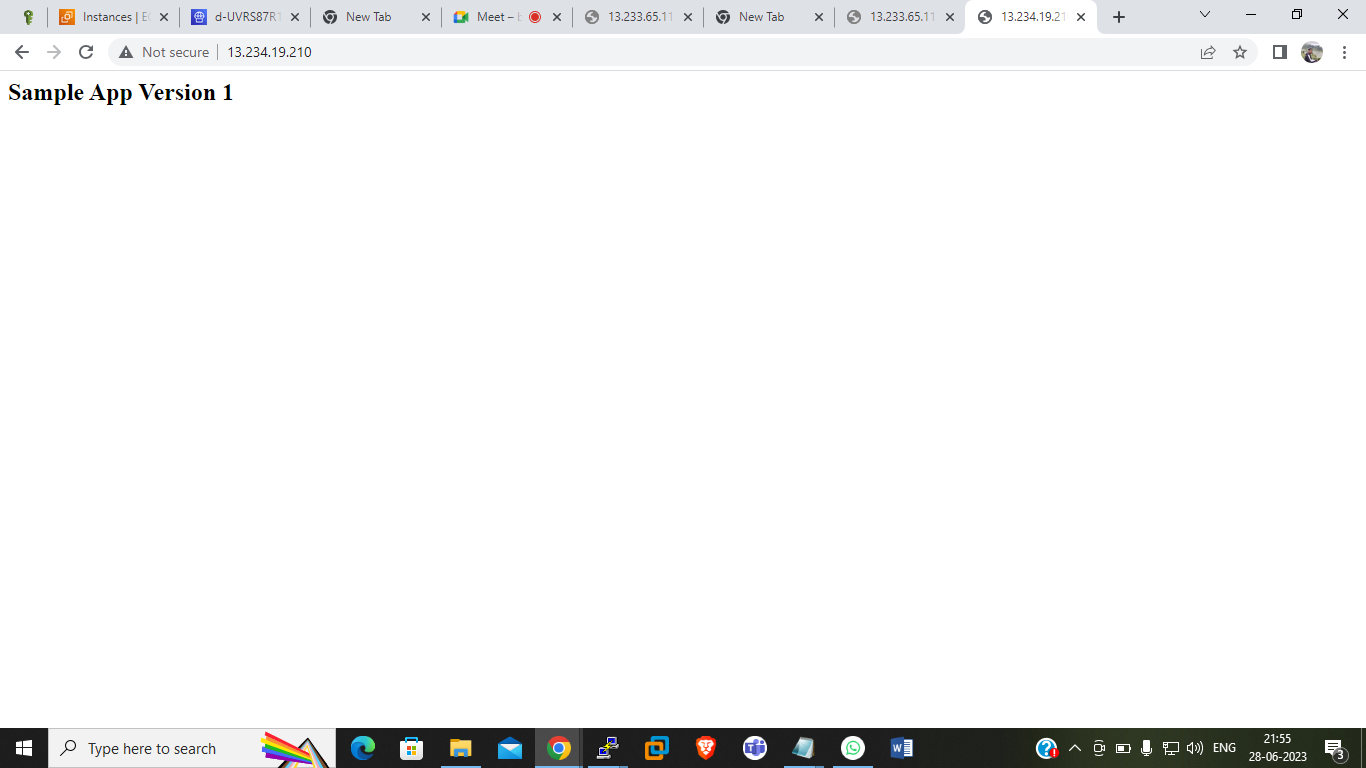 Instances | EC
d-UVRS87R1
New Tab
Meet –
13.233.65.11
New Tab
13.233.65.11
13.234.19.21
Not secure
13.234.19.210
Sample App Version 1
Type here to search
ENG
21:55
28-06-2023
3